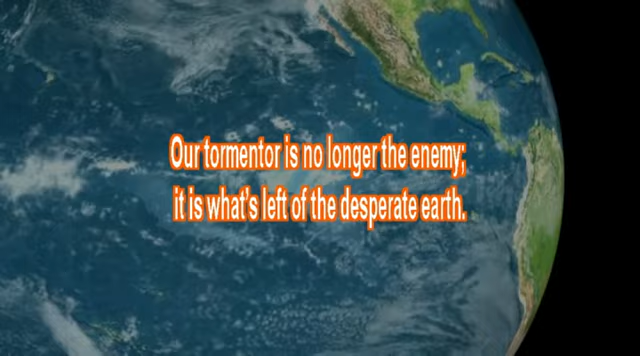 Our tormentor is no longer the enemy;
it is what's left of the desperate earth.